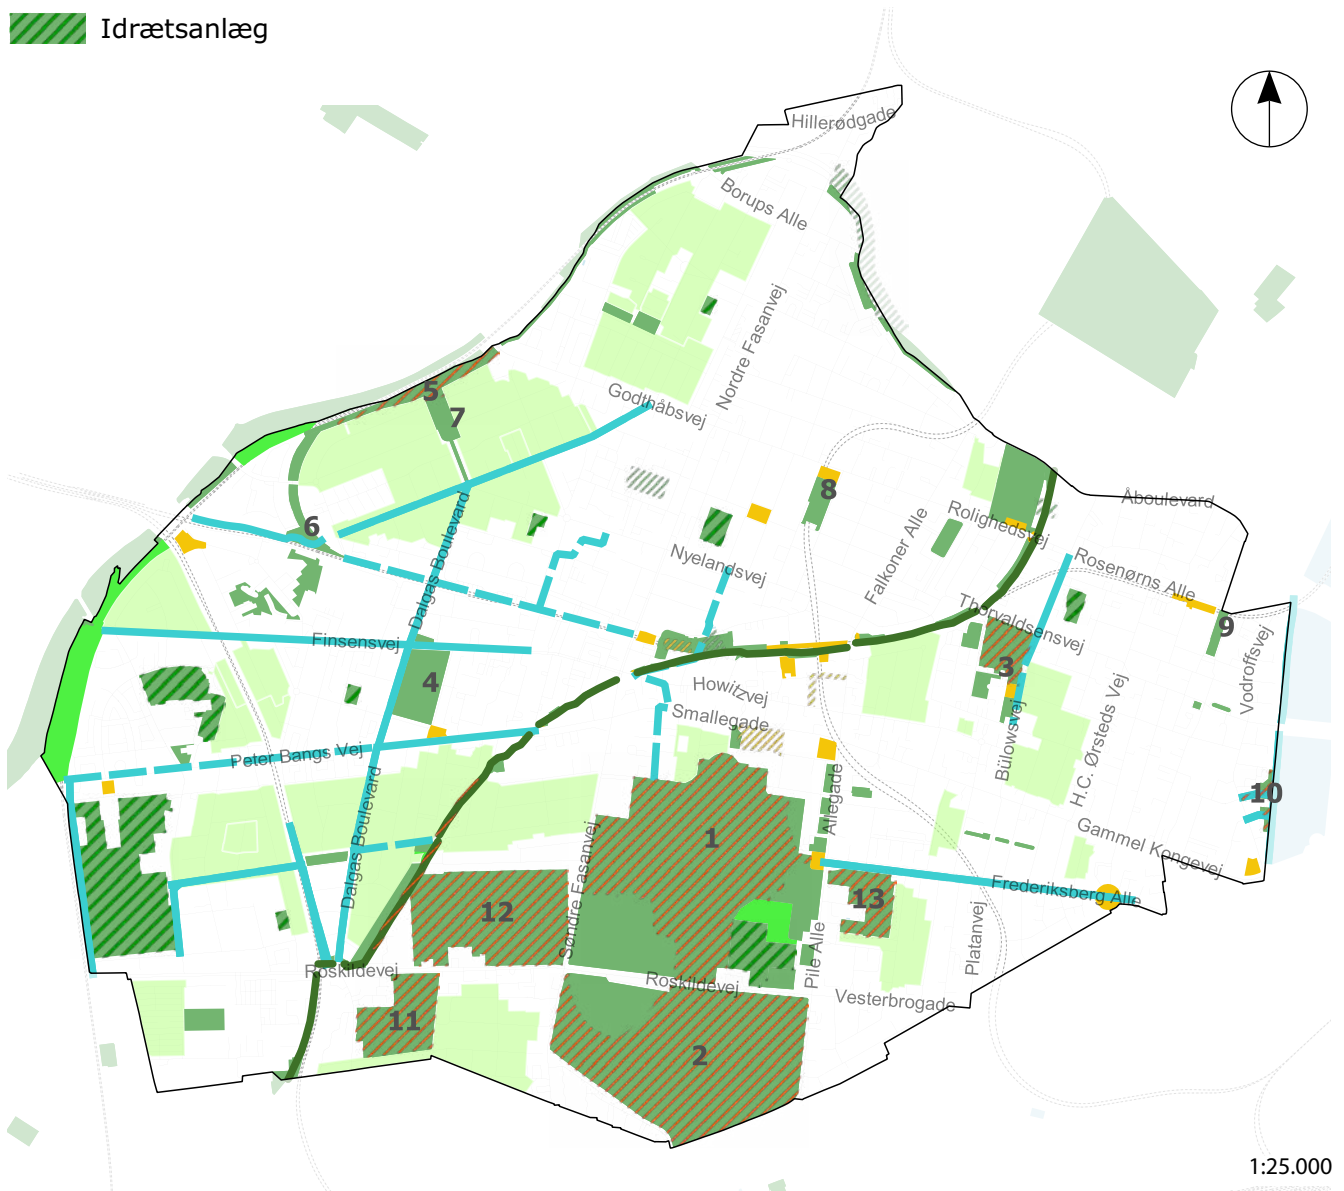 Idrætsanlæg
Hillerødgade
Borups Alle
Nordre Fasanvej
5
7
Godthåbsvej
6
8
Dalgas Boulevard
Nyelandsvej
Falkoner Alle
Rolighedsvej
Åboulevard
Rosenørns Alle
Thorvaldsensvej
9
Finsensvej
4
3
Howitzvej
Smallegade
Vodroffsvej
Bülowsvej
H.C. Ørsteds Vej
Peter Bangs Vej
Dalgas Boulevard
10
Allegade
1
Gammel Kongevej
Søndre Fasanvej
Frederiksberg Alle
12
13
Platanvej
Pile Alle
Roskildevej
Roskildevej
Vesterbrogade
11
2
1:25.000